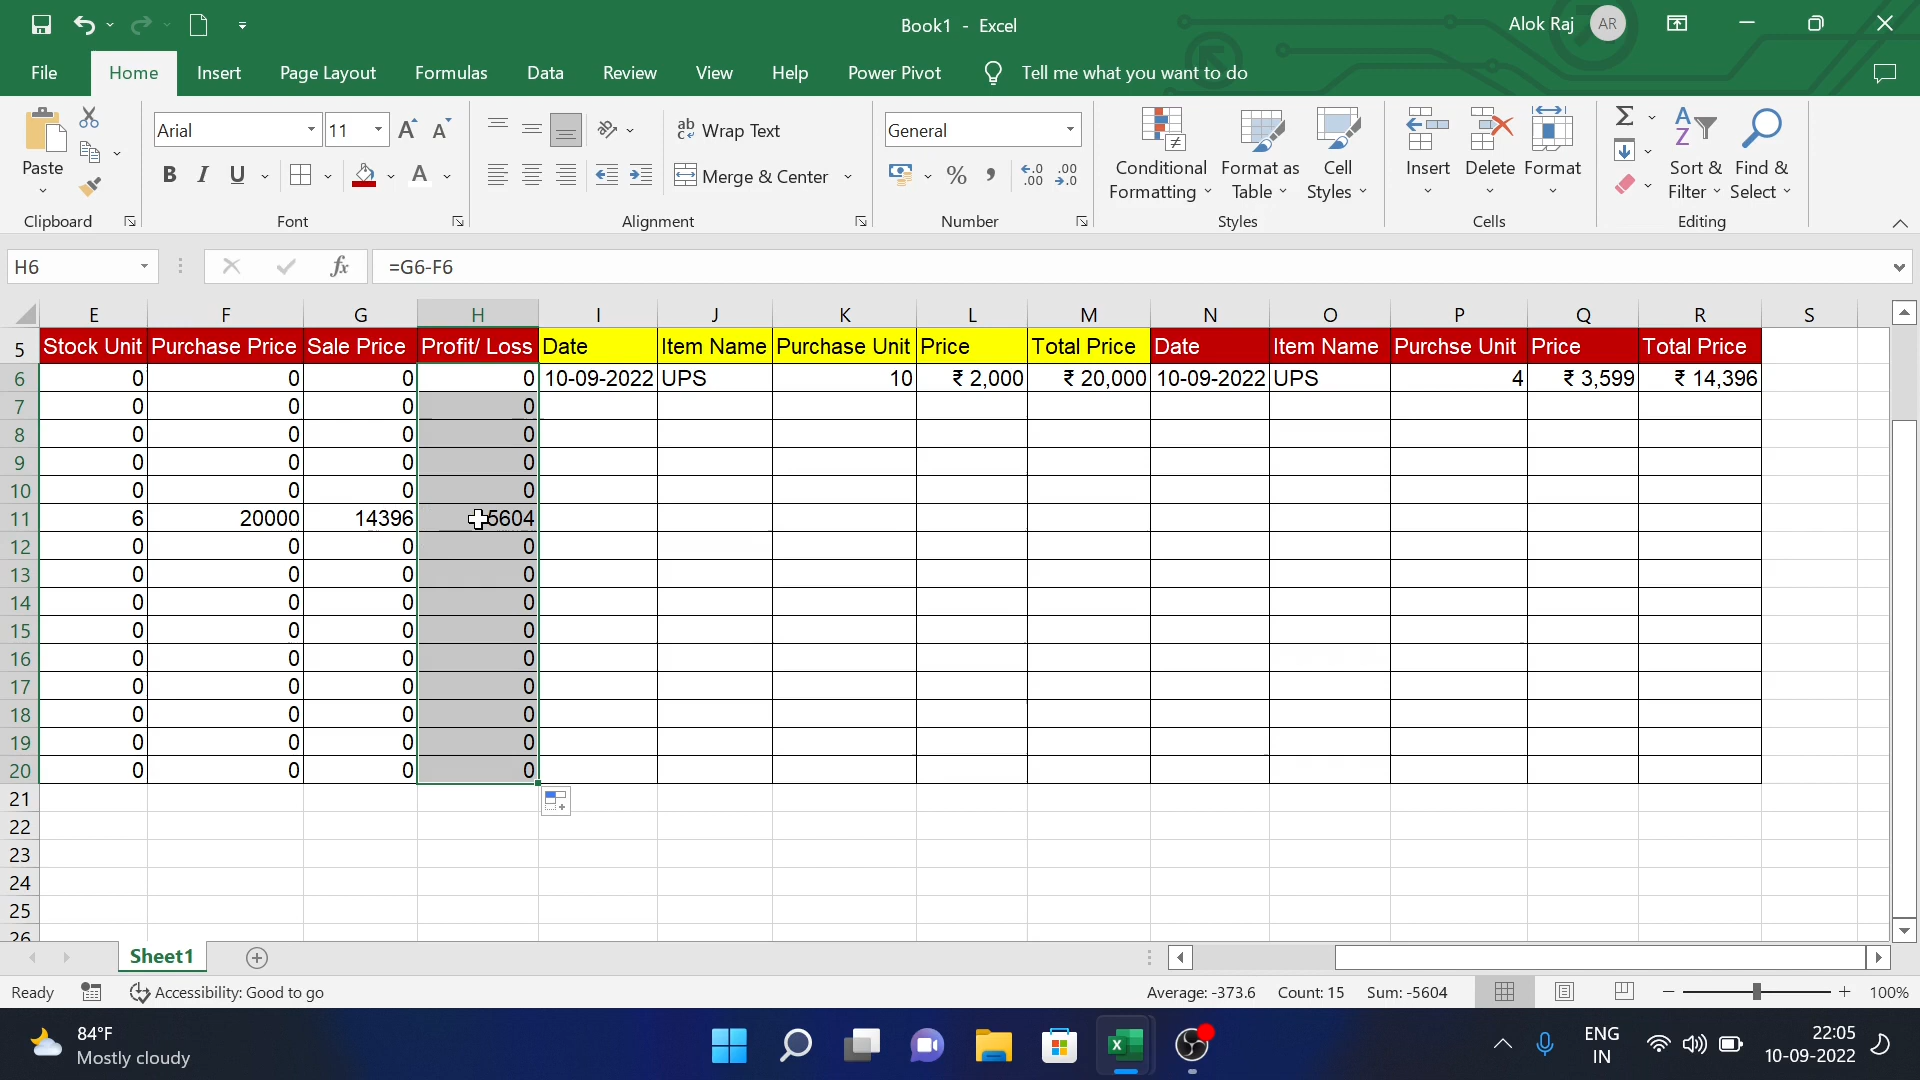 Book1 - Excel
Alok Raj AR
File Home Insert Page Layout Formulas Data Review View Help Power Pivot Tell me what you want to do
Arial 11 ab Wrap Text General
Paste B I U A Merge & Center % , Conditional Formatting Format as Table Cell Styles Insert Delete Format Sort & Filter Find & Select
Clipboard Font Alignment Number Styles Cells Editing
H6 fx =G6-F6
E F G H I J K L M N O P Q R S
5 Stock Unit Purchase Price Sale Price Profit/ Loss Date Item Name Purchase Unit Price Total Price Date Item Name Purchse Unit Price Total Price
6 0 0 0 0 10-09-2022 UPS 10 ₹ 2,000 ₹ 20,000 10-09-2022 UPS 4 ₹ 3,599 ₹ 14,396
7 0 0 0 0
8 0 0 0 0
9 0 0 0 0
10 0 0 0 0
11 6 20000 14396 5604
12 0 0 0 0
13 0 0 0 0
14 0 0 0 0
15 0 0 0 0
16 0 0 0 0
17 0 0 0 0
18 0 0 0 0
19 0 0 0 0
20 0 0 0 0
21
22
23
24
25
26
Sheet1
Ready Accessibility: Good to go Average: -373.6 Count: 15 Sum: -5604 100%
84°F
Mostly cloudy
ENG
IN
22:05
10-09-2022